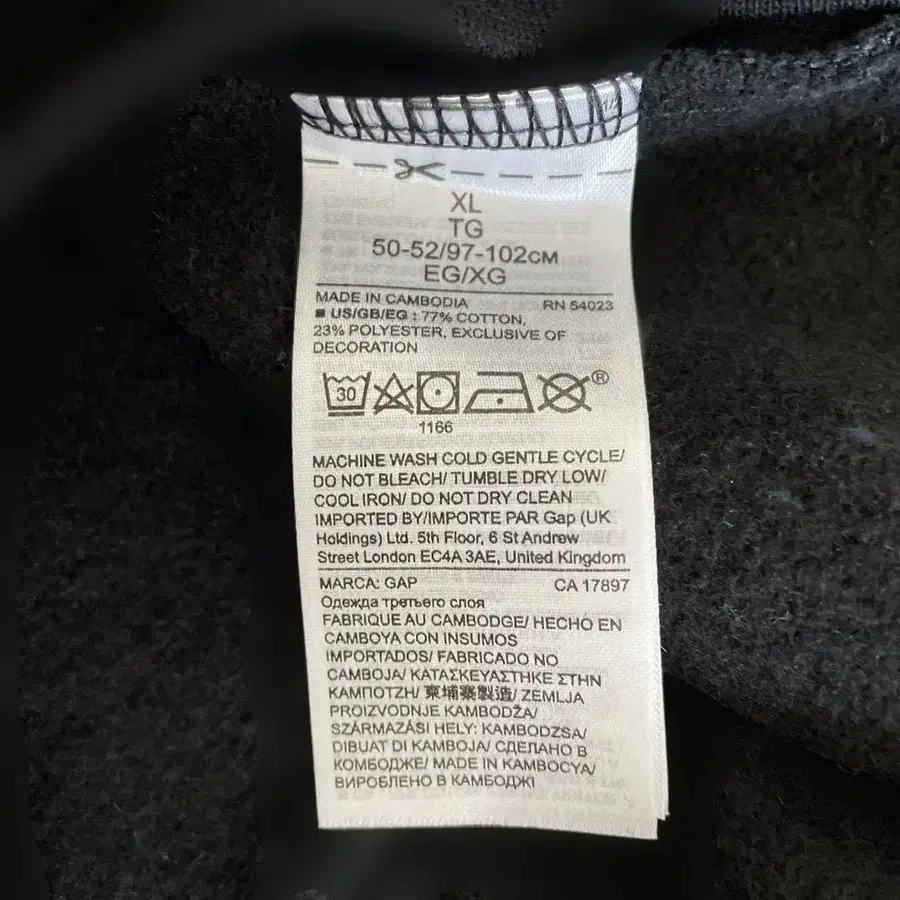 XL
TG
50-52/97-102CM
EG/XG
MADE IN CAMBODIA RN 54023
■ US/GB/EG : 77% COTTON,
23% POLYESTER, EXCLUSIVE OF
DECORATION
30 ®
1166
MACHINE WASH COLD GENTLE CYCLE/
DO NOT BLEACH/ TUMBLE DRY LOW/
COOL IRON/ DO NOT DRY CLEAN
IMPORTED BY/IMPORTE PAR Gap (UK
Holdings) Ltd. 5th Floor, 6 St Andrew
Street London EC4A 3AE, United Kingdom
MARCA: GAP CA 17897
Одежда третьего слоя
FABRIQUE AU CAMBODGE/ HECHO EN
CAMBOYA CON INSUMOS
IMPORTADOS/ FABRICADO NO
CAMBOJA/ ΚΑΤΑΣΚΕΥΑΣΤΗΚΕ ΣΤΗΝ
ΚΑΜΠΟΤΖΗ/ 柬埔寨製造/ ZEMLJA
PROIZVODNJE KAMBODŽA/
SZÁRMAZÁSI HELY: KAMBODZSA/
DIBUAT DI KAMBOJA/ СДЕЛАНО В
КОМБОДЖЕ/ MADE IN KAMBOCYA/
ВИРОБЛЕНО В КАМБОДЖІ